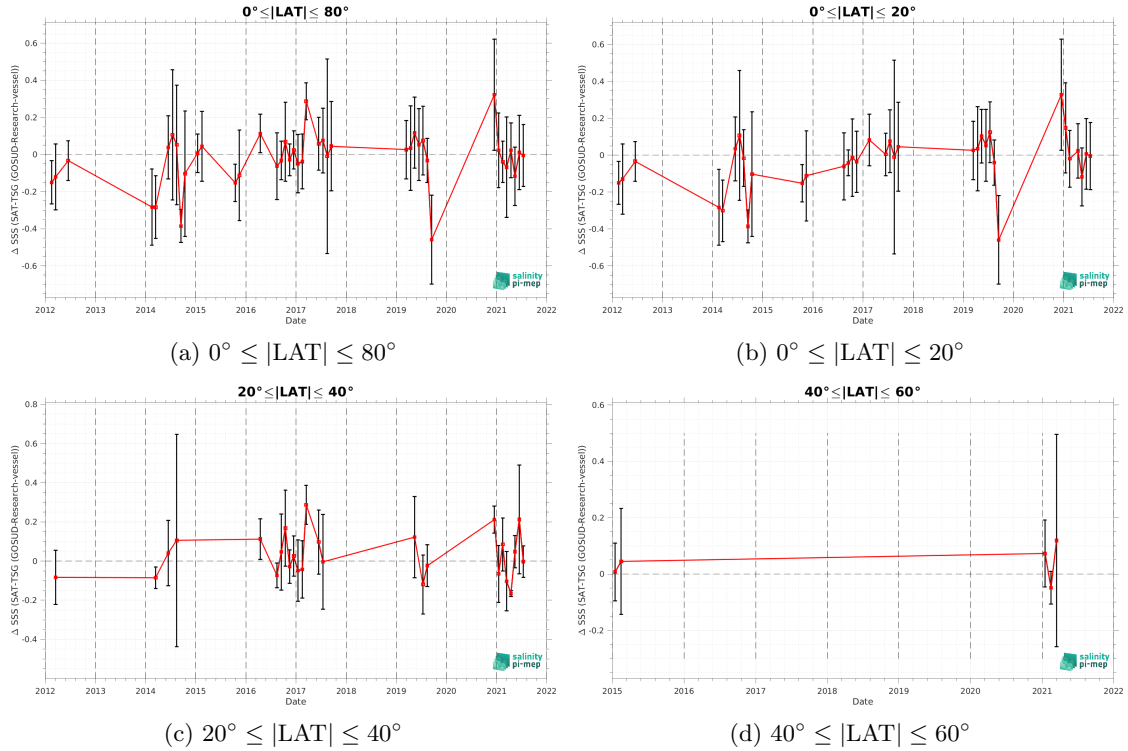 0°≤|LAT|≤ 80°
Δ SSS (SAT-TSG (GOSUD-Research-vessel))
0.6
0.4
0.2
0
-0.2
-0.4
-0.6
salinity
pi-mep
2012 2013 2014 2015 2016 2017 2018 2019 2020 2021 2022
Date
(a) 0° ≤ |LAT| ≤ 80°
0°≤|LAT|≤ 20°
Δ SSS (SAT-TSG (GOSUD-Research-vessel))
0.6
0.4
0.2
0
-0.2
-0.4
-0.6
salinity
pi-mep
2012 2013 2014 2015 2016 2017 2018 2019 2020 2021 2022
Date
(b) 0° ≤ |LAT| ≤ 20°
20°≤|LAT|≤ 40°
Δ SSS (SAT-TSG (GOSUD-Research-vessel))
0.8
0.6
0.4
0.2
0
-0.2
-0.4
salinity
pi-mep
2012 2013 2014 2015 2016 2017 2018 2019 2020 2021 2022
Date
(c) 20° ≤ |LAT| ≤ 40°
40°≤|LAT|≤ 60°
Δ SSS (SAT-TSG (GOSUD-Research-vessel))
0.6
0.4
0.2
0
-0.2
salinity
pi-mep
2015 2016 2017 2018 2019 2020 2021 2022
Date
(d) 40° ≤ |LAT| ≤ 60°